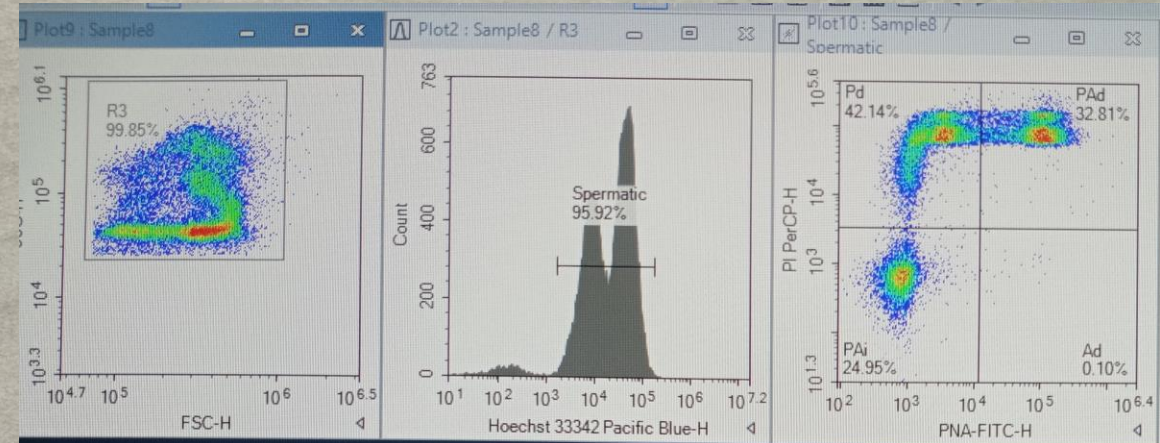 Plot9 : Sample8
R3
99.85%
10^6.1
10^5
10^4
10^3.3
10^4.7 10^5 10^6 10^6.5
FSC-H
Plot2 : Sample8 / R3
763
600
400
200
0
Count
Spermatic
95.92%
10^1 10^2 10^3 10^4 10^5 10^6 10^7.2
Hoechst 33342 Pacific Blue-H
Plot10 : Sample8 /
Spermatic
10^5.6
10^4
10^3
10^1.3
PI PerCP-H
Pd
42.14%
PAd
32.81%
PAi
24.95%
Ad
0.10%
10^2 10^3 10^4 10^5 10^6.4
PNA-FITC-H